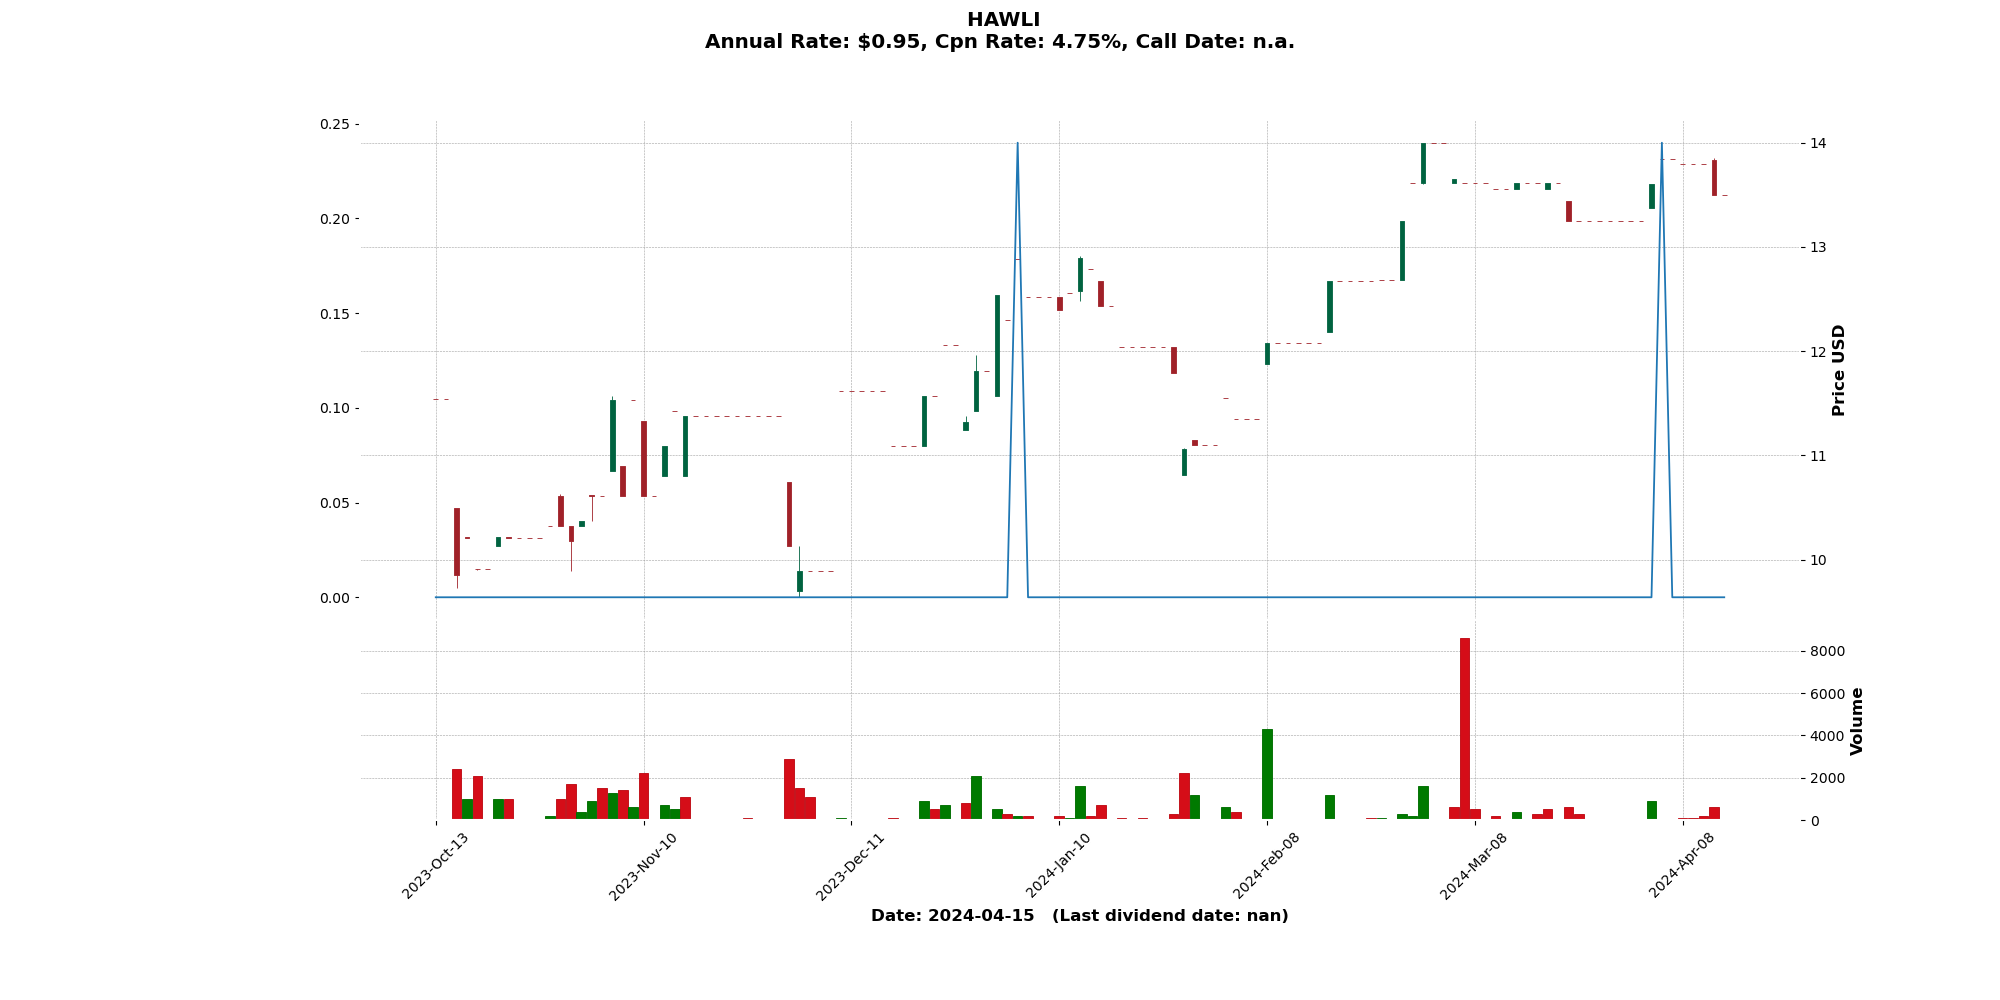 HAWLI
Annual Rate: $0.95, Cpn Rate: 4.75%, Call Date: n.a.
0.25
0.20
0.15
0.10
0.05
0.00
14
13
12
11
10
Price USD
8000
6000
4000
2000
0
Volume
2023-Oct-13
2023-Nov-10
2023-Dec-11
2024-Jan-10
2024-Feb-08
2024-Mar-08
2024-Apr-08
Date: 2024-04-15   (Last dividend date: nan)